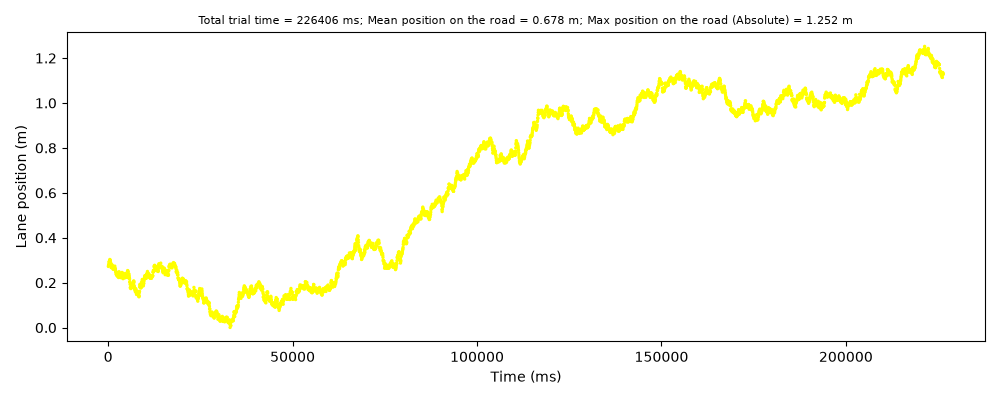 Total trial time = 226406 ms; Mean position on the road = 0.678 m; Max position on the road (Absolute) = 1.252 m
1.2
1.0
0.8
0.6
0.4
0.2
0.0
Lane position (m)
0 50000 100000 150000 200000
Time (ms)